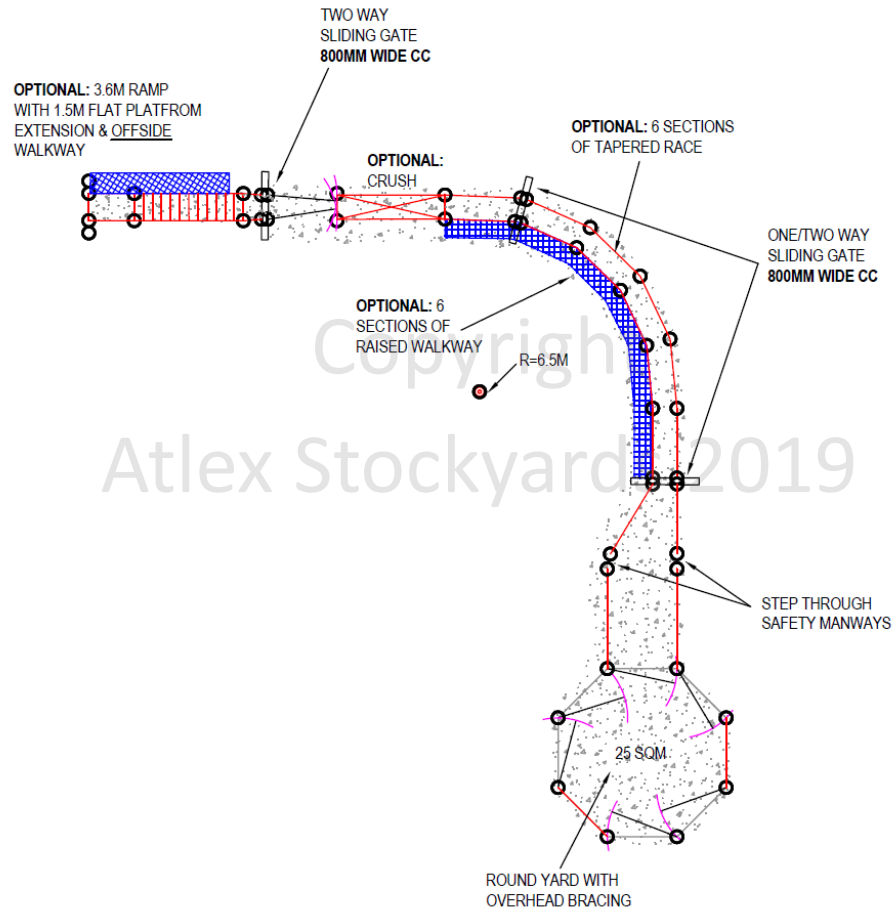 TWO WAY
SLIDING GATE
800MM WIDE CC
OPTIONAL: 3.6M RAMP
WITH 1.5M FLAT PLATFROM
EXTENSION & OFFSIDE
WALKWAY
OPTIONAL:
CRUSH
OPTIONAL: 6 SECTIONS
OF TAPERED RACE
ONE/TWO WAY
SLIDING GATE
800MM WIDE CC
OPTIONAL: 6
SECTIONS OF
RAISED WALKWAY
R=6.5M
Copyright
Atlex Stockyards 2019
STEP THROUGH
SAFETY MANWAYS
25 SQM
ROUND YARD WITH
OVERHEAD BRACING